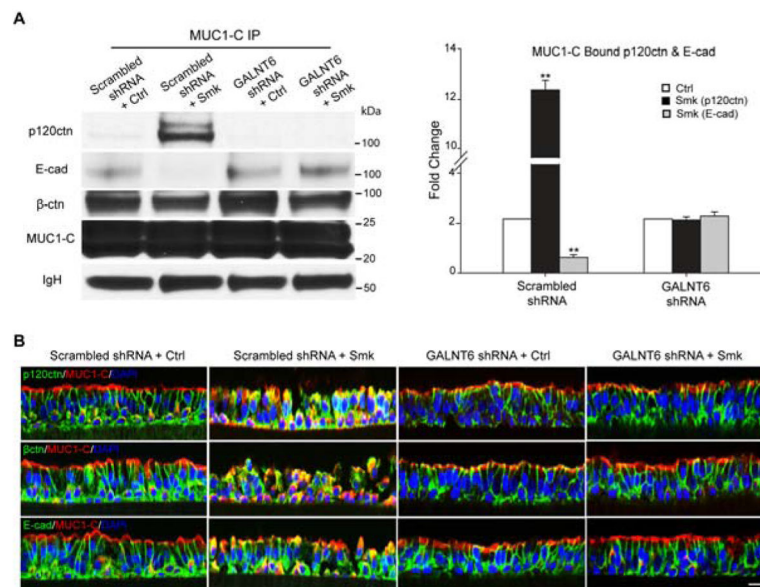 A
MUC1-C IP
Scrambled shRNA + Ctrl
Scrambled shRNA + Smk
GALNT6 shRNA + Ctrl
GALNT6 shRNA + Smk
kDa
p120ctn
100
E-cad
100
β-ctn
100
MUC1-C
25
20
IgH
50
MUC1-C Bound p120ctn & E-cad
Fold Change
14
12
10
4
2
0
**
**
Ctrl
Smk (p120ctn)
Smk (E-cad)
Scrambled
shRNA
GALNT6
shRNA
B
Scrambled shRNA + Ctrl
Scrambled shRNA + Smk
GALNT6 shRNA + Ctrl
GALNT6 shRNA + Smk
p120ctn/MUC1-C/DAPI
βctn/MUC1-C/DAPI
E-cad/MUC1-C/DAPI